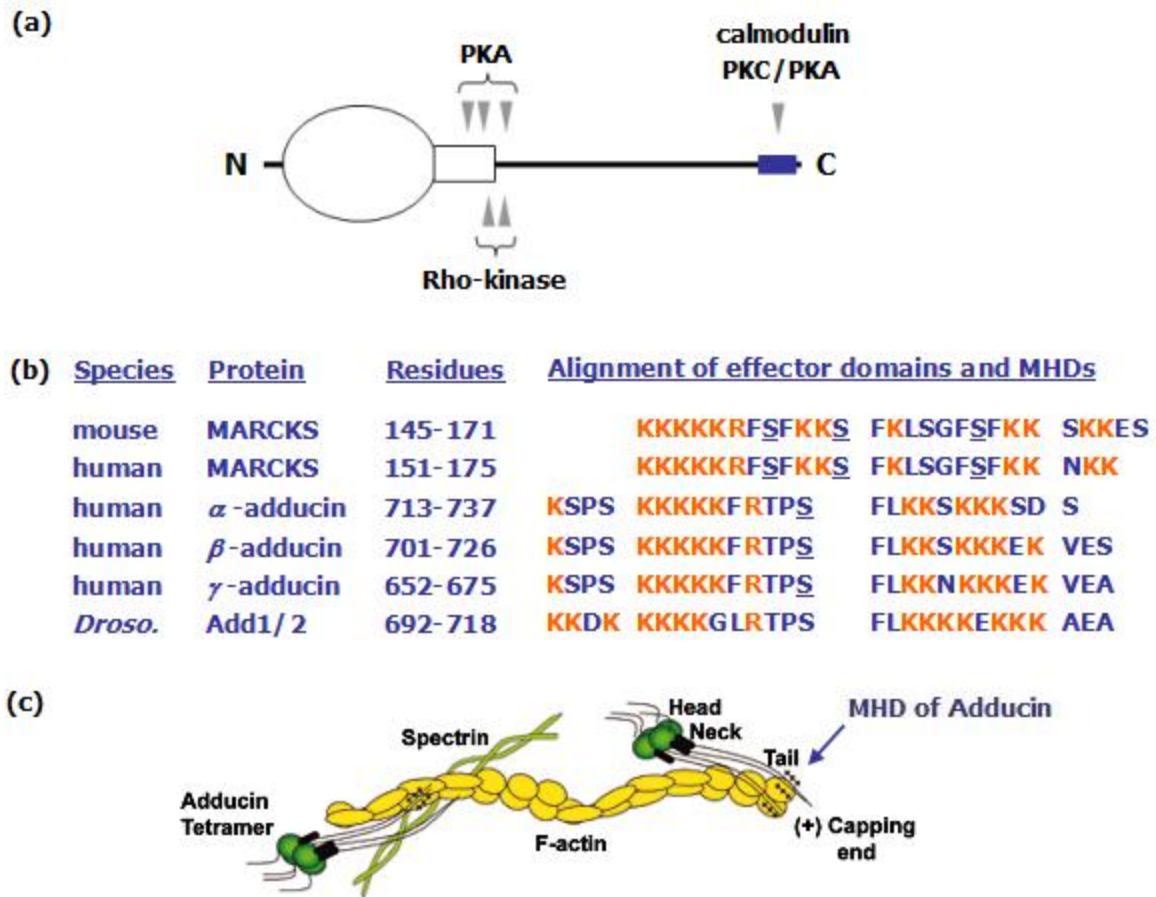 (a)
PKA
calmodulin
PKC/PKA
N
C
Rho-kinase
(b) Species Protein Residues Alignment of effector domains and MHDs
mouse MARCKS 145-171 KKKKKRFSFKKS FKLSGFSFKK SKKES
human MARCKS 151-175 KKKKKRFSFKKS FKLSGFSFKK NKK
human α-adducin 713-737 KSPS KKKKKFRTPS FLKKSKKKSD S
human β-adducin 701-726 KSPS KKKKKFRTPS FLKKSKKKEK VES
human γ-adducin 652-675 KSPS KKKKKFRTPS FLKKNKKKEK VEA
Droso. Add1/2 692-718 KKDK KKKKGLRTPS FLKKKKEKKK AEA
(c)
Head
MHD of Adducin
Neck
Spectrin
Tail
Adducin
Tetramer
F-actin
(+) Capping
end